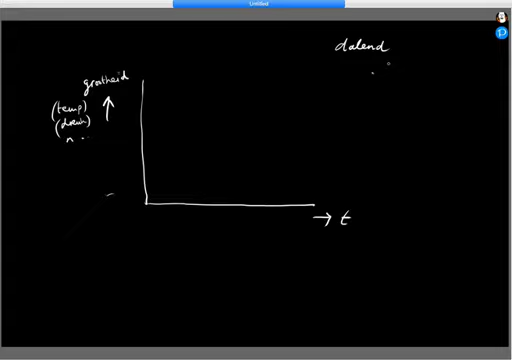 Untitled
dalend
grootheid
(temp)
(druk)
n ...
→ t